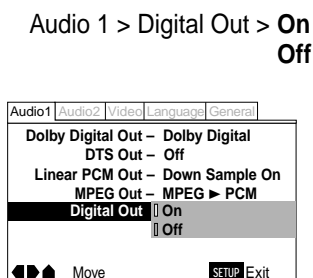 Audio 1 > Digital Out > On
Off
Audio1 Audio2 Video Language General
Dolby Digital Out – Dolby Digital
DTS Out – Off
Linear PCM Out – Down Sample On
MPEG Out – MPEG ► PCM
Digital Out ▯ On
▯ Off
Move SETUP Exit